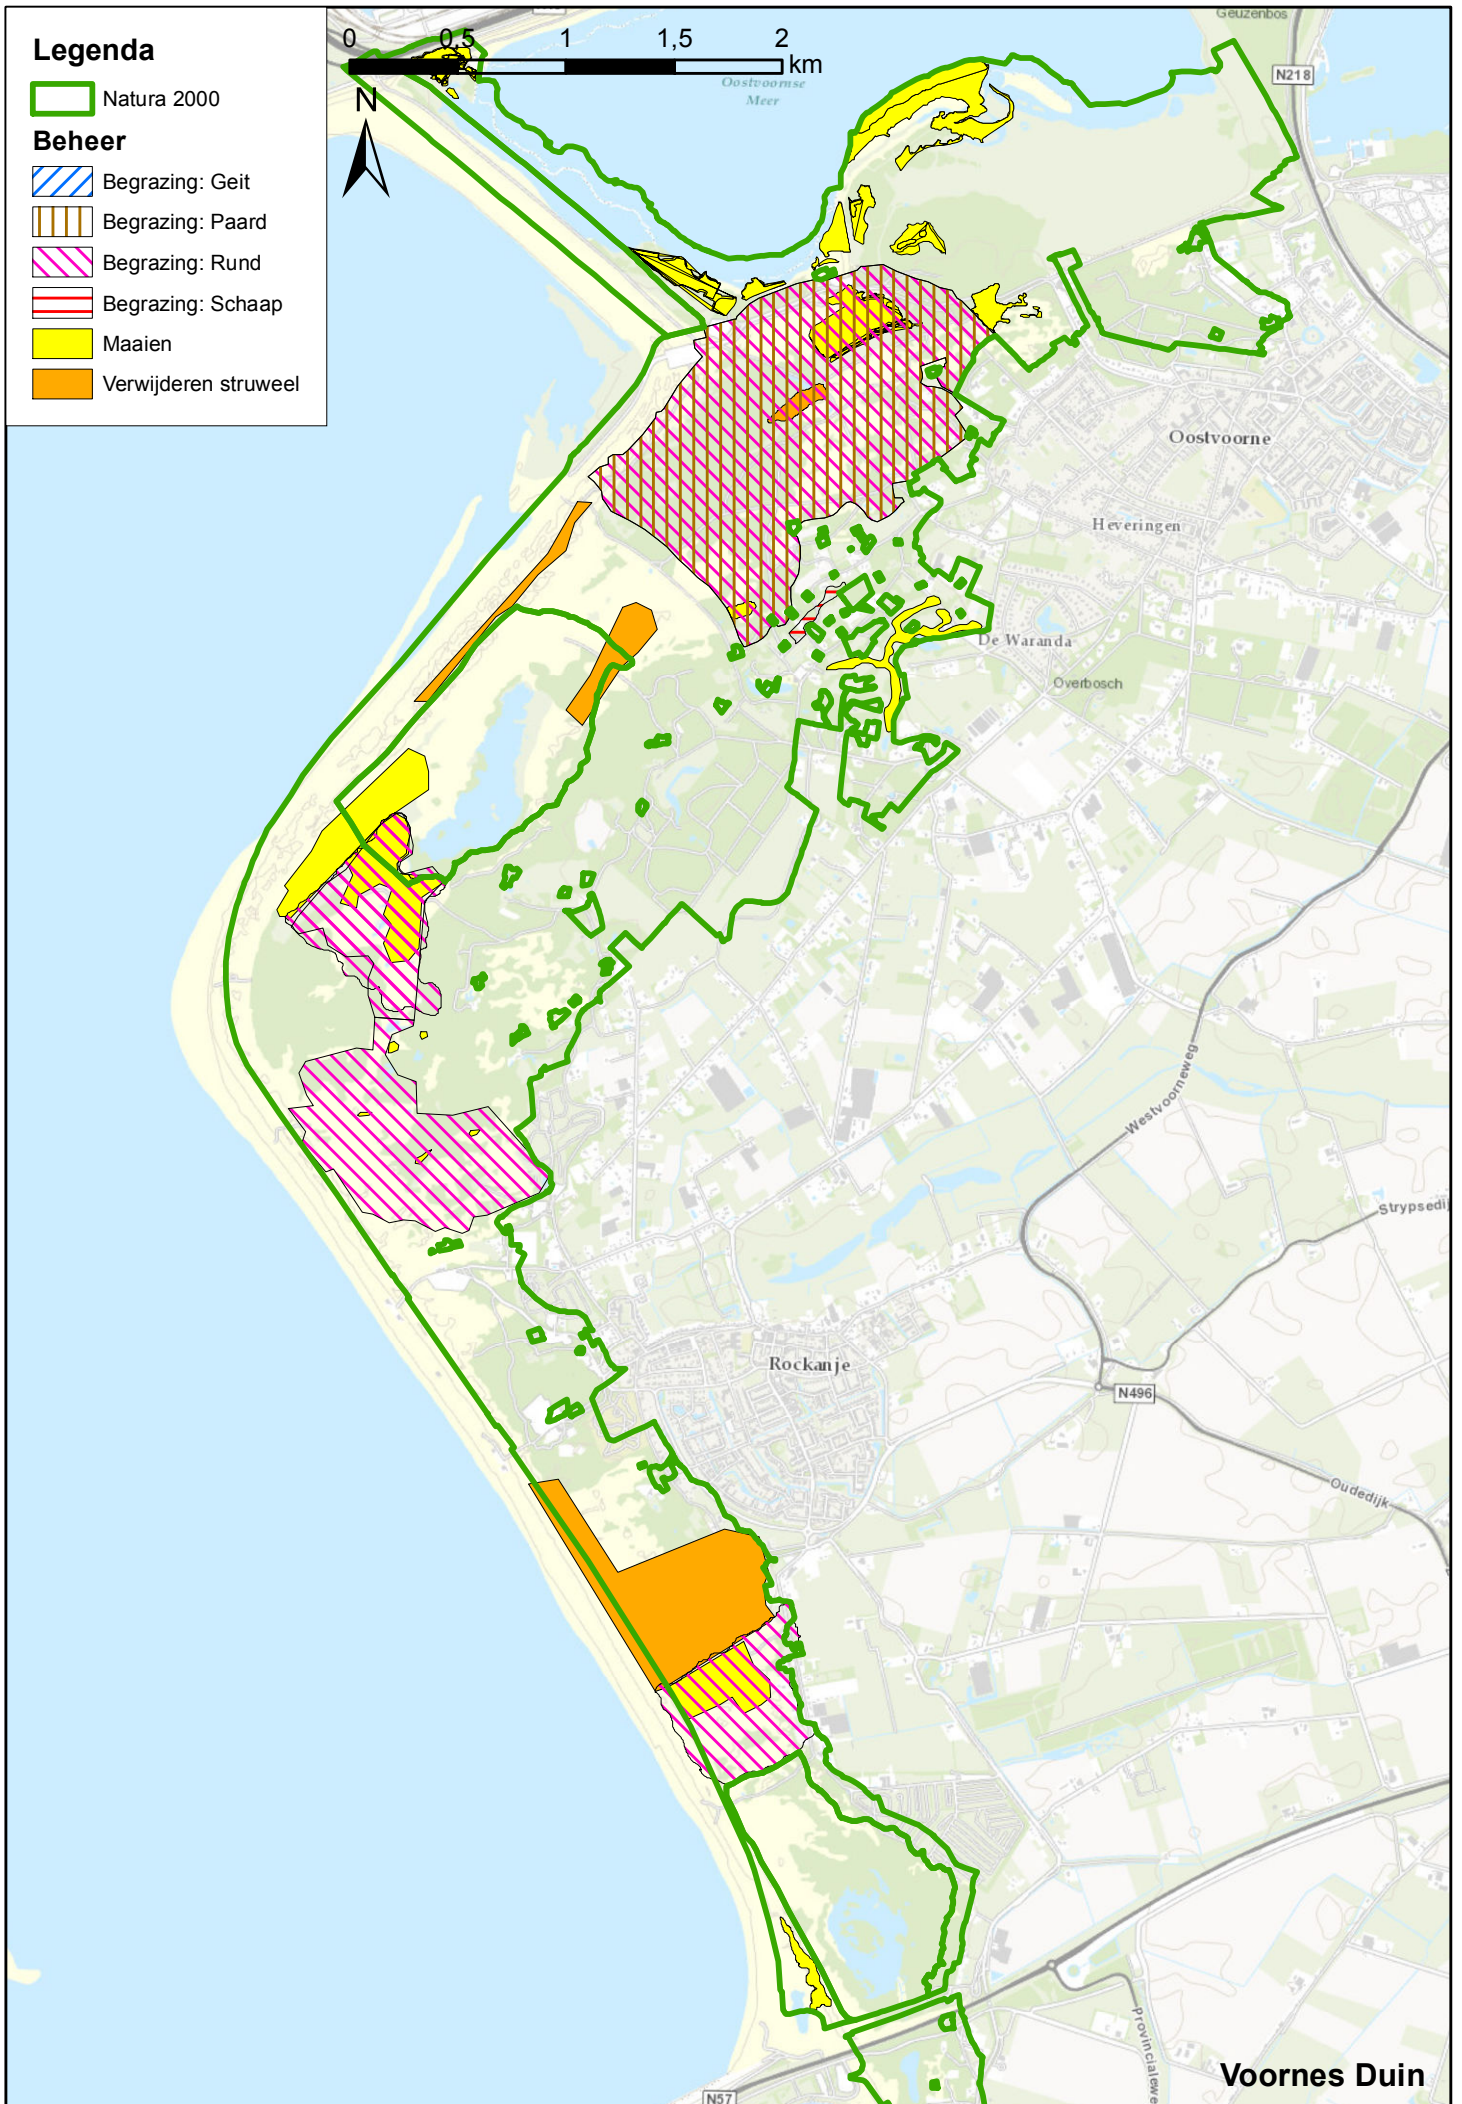 Legenda
Natura 2000
Beheer
Begrazing: Geit
Begrazing: Paard
Begrazing: Rund
Begrazing: Schaap
Maaien
Verwijderen struweel
0 0,5 1 1,5 2
km
N
Geuzenbos
N218
Oostvoornse
Meer
Oostvoorne
Heveringen
De Waranda
Overbosch
Westvoorneweg
Strypsedij
Rockanje
N496
Oudedijk
Provincialewe
N57
Voornes Duin